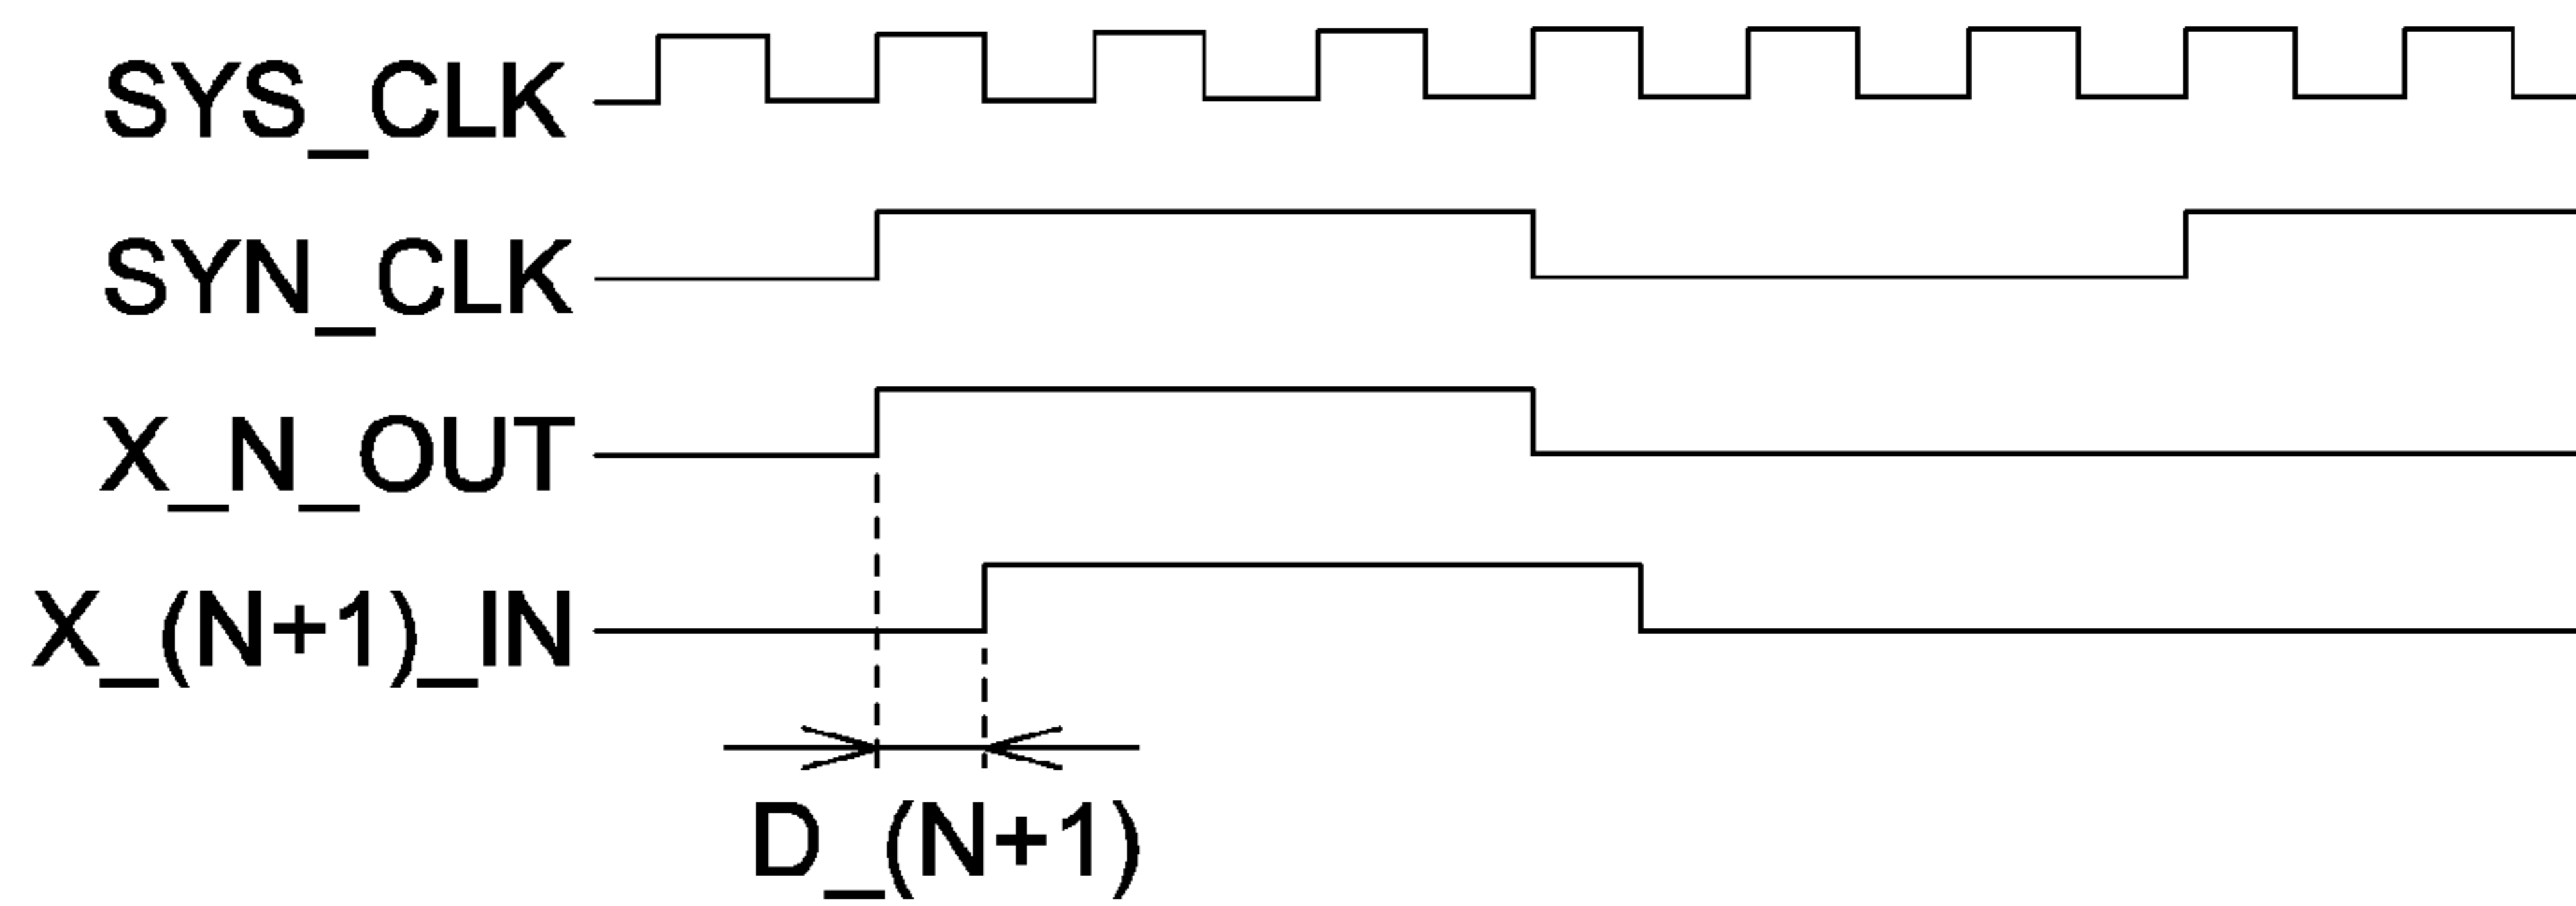 SYS_CLK
SYN_CLK
X_N_OUT
X_(N+1)_IN
D_(N+1)